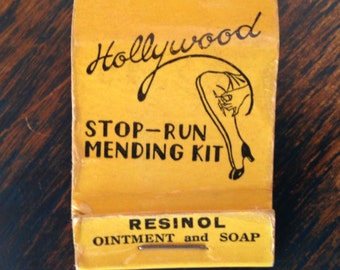 Hollywood
STOP-RUN
MENDING KIT
RESINOL
OINTMENT and SOAP